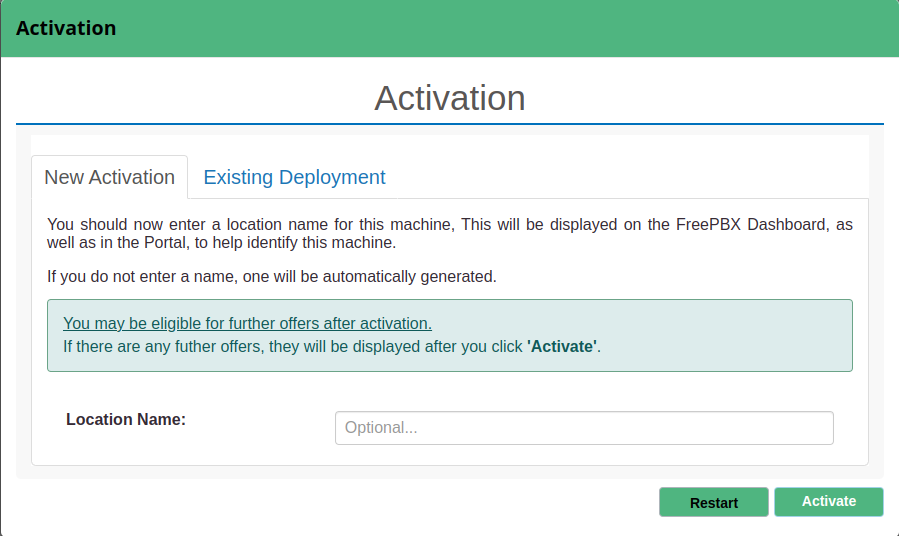 Activation
Activation
New Activation
Existing Deployment
You should now enter a location name for this machine, This will be displayed on the FreePBX Dashboard, as
well as in the Portal, to help identify this machine.
If you do not enter a name, one will be automatically generated.
You may be eligible for further offers after activation.
If there are any futher offers, they will be displayed after you click 'Activate'.
Location Name:
Optional...
Restart
Activate